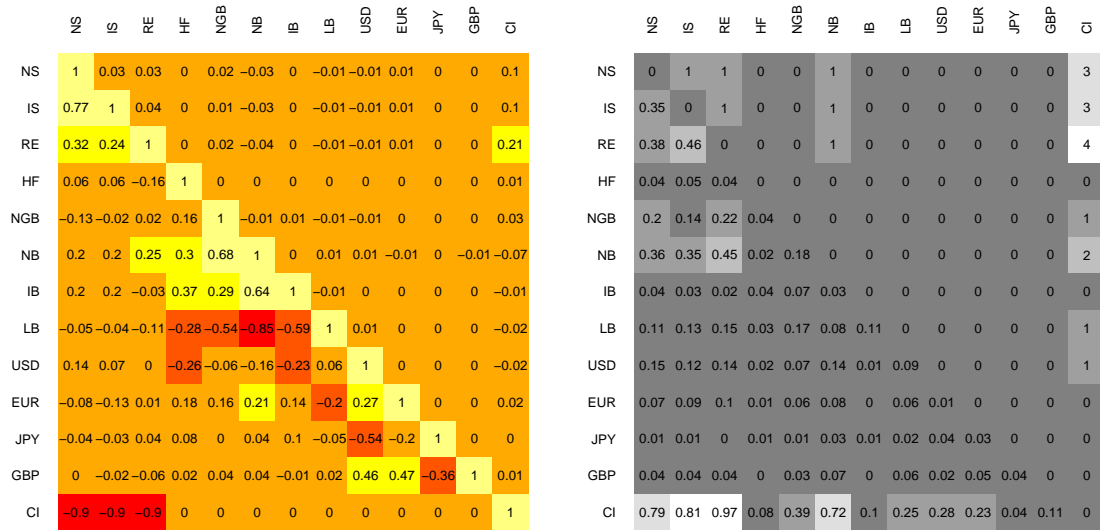 NS IS RE HF NGB NB IB LB USD EUR JPY GBP CI
NS 1 0.03 0.03 0 0.02 −0.03 0 −0.01 −0.01 0.01 0 0 0.1
IS 0.77 1 0.04 0 0.01 −0.03 0 −0.01 −0.01 0.01 0 0 0.1
RE 0.32 0.24 1 0 0.02 −0.04 0 −0.01 −0.01 0.01 0 0 0.21
HF 0.06 0.06 −0.16 1 0 0 0 0 0 0 0 0 0.01
NGB −0.13 −0.02 0.02 0.16 1 −0.01 0.01 −0.01 −0.01 0 0 0 0.03
NB 0.2 0.2 0.25 0.3 0.68 1 0 0.01 0.01 −0.01 0 −0.01 −0.07
IB 0.2 0.2 −0.03 0.37 0.29 0.64 1 −0.01 0 0 0 0 −0.01
LB −0.05 −0.04 −0.11 −0.28 −0.54 −0.85 −0.59 1 0.01 0 0 0 −0.02
USD 0.14 0.07 0 −0.26 −0.06 −0.16 −0.23 0.06 1 0 0 0 −0.02
EUR −0.08 −0.13 0.01 0.18 0.16 0.21 0.14 −0.2 0.27 1 0 0 0.02
JPY −0.04 −0.03 0.04 0.08 0 0.04 0.1 −0.05 −0.54 −0.2 1 0 0
GBP 0 −0.02 −0.06 0.02 0.04 0.04 −0.01 0.02 0.46 0.47 −0.36 1 0.01
CI −0.9 −0.9 −0.9 0 0 0 0 0 0 0 0 0 1
NS IS RE HF NGB NB IB LB USD EUR JPY GBP CI
NS 0 1 1 0 0 1 0 0 0 0 0 0 3
IS 0.35 0 1 0 0 1 0 0 0 0 0 0 3
RE 0.38 0.46 0 0 0 1 0 0 0 0 0 0 4
HF 0.04 0.05 0.04 0 0 0 0 0 0 0 0 0 0
NGB 0.2 0.14 0.22 0.04 0 0 0 0 0 0 0 0 1
NB 0.36 0.35 0.45 0.02 0.18 0 0 0 0 0 0 0 2
IB 0.04 0.03 0.02 0.04 0.07 0.03 0 0 0 0 0 0 0
LB 0.11 0.13 0.15 0.03 0.17 0.08 0.11 0 0 0 0 0 1
USD 0.15 0.12 0.14 0.02 0.07 0.14 0.01 0.09 0 0 0 0 1
EUR 0.07 0.09 0.1 0.01 0.06 0.08 0 0.06 0.01 0 0 0 0
JPY 0.01 0.01 0 0.01 0.01 0.03 0.01 0.02 0.04 0.03 0 0 0
GBP 0.04 0.04 0.04 0 0.03 0.07 0 0.06 0.02 0.05 0.04 0 0
CI 0.79 0.81 0.97 0.08 0.39 0.72 0.1 0.25 0.28 0.23 0.04 0.11 0